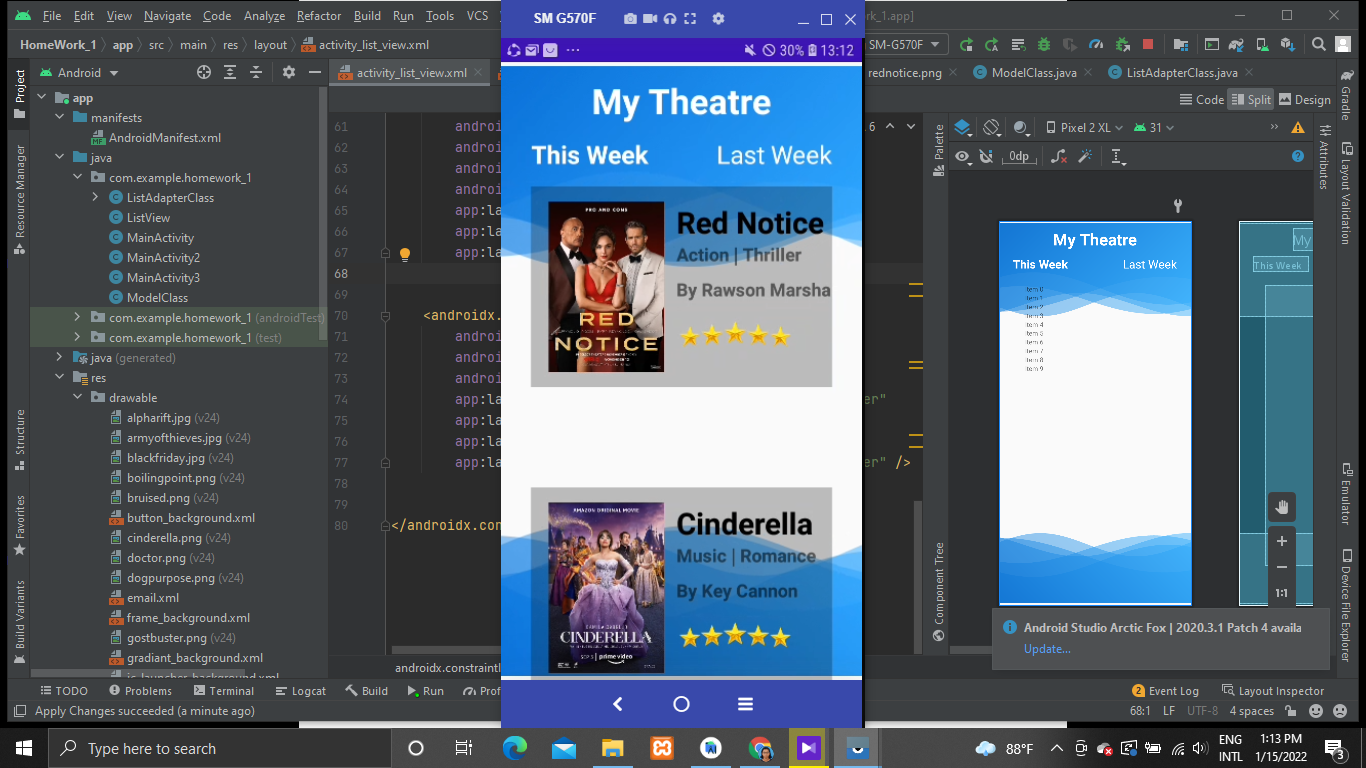 File Edit View Navigate Code Analyze Refactor Build Run Tools VCS
SM G570F
k_1.app]
HomeWork_1 app src main res layout activity_list_view.xml
30% 13:12
SM-G570F
Android
activity_list_view.xml
rednotice.png
ModelClass.java
ListAdapterClass.java
Code Split Design
Project
Resource Manager
Structure
Favorites
Build Variants
app
manifests
AndroidManifest.xml
java
com.example.homework_1
ListAdapterClass
ListView
MainActivity
MainActivity2
MainActivity3
ModelClass
com.example.homework_1 (androidTest)
com.example.homework_1 (test)
java (generated)
res
drawable
alpharift.jpg (v24)
armyofthieves.jpg (v24)
blackfriday.jpg (v24)
boilingpoint.png (v24)
bruised.png (v24)
button_background.xml
cinderella.png (v24)
doctor.png (v24)
dogpurpose.png (v24)
email.xml
frame_background.xml
gostbuster.png (v24)
gradiant_background.xml
ic_launcher_background.xml
61 androi
62 androi
63 androi
64 androi
65 app:la
66 app:la
67 app:la
68
69
70 <androidx.
71 androi
72 androi
73 androi
74 app:la er"
75 app:la
76 app:la
77 app:la er" />
78
79
80 </androidx.con
androidx.constraintl
16
My Theatre
This Week Last Week
PRO AND CONS
RED NOTICE
Red Notice
Action | Thriller
By Rawson Marsha
AMAZON ORIGINAL MOVIE
CINDERELLA
SEP 3 | prime video
Cinderella
Music | Romance
By Key Cannon
Palette
Component Tree
Pixel 2 XL 31
0dp
My Theatre
This Week Last Week
Item 0
Item 1
Item 2
Item 3
Item 4
Item 5
Item 6
Item 7
Item 8
Item 9
My
This Week
1:1
Attributes
Gradle
Layout Validation
Emulator
Device File Explorer
Android Studio Arctic Fox | 2020.3.1 Patch 4 availa
Update...
TODO Problems Terminal Logcat Build Run Prof
2 Event Log Layout Inspector
Apply Changes succeeded (a minute ago)
68:1 LF UTF-8 4 spaces
Type here to search
88°F
ENG
INTL
1:13 PM
1/15/2022
3